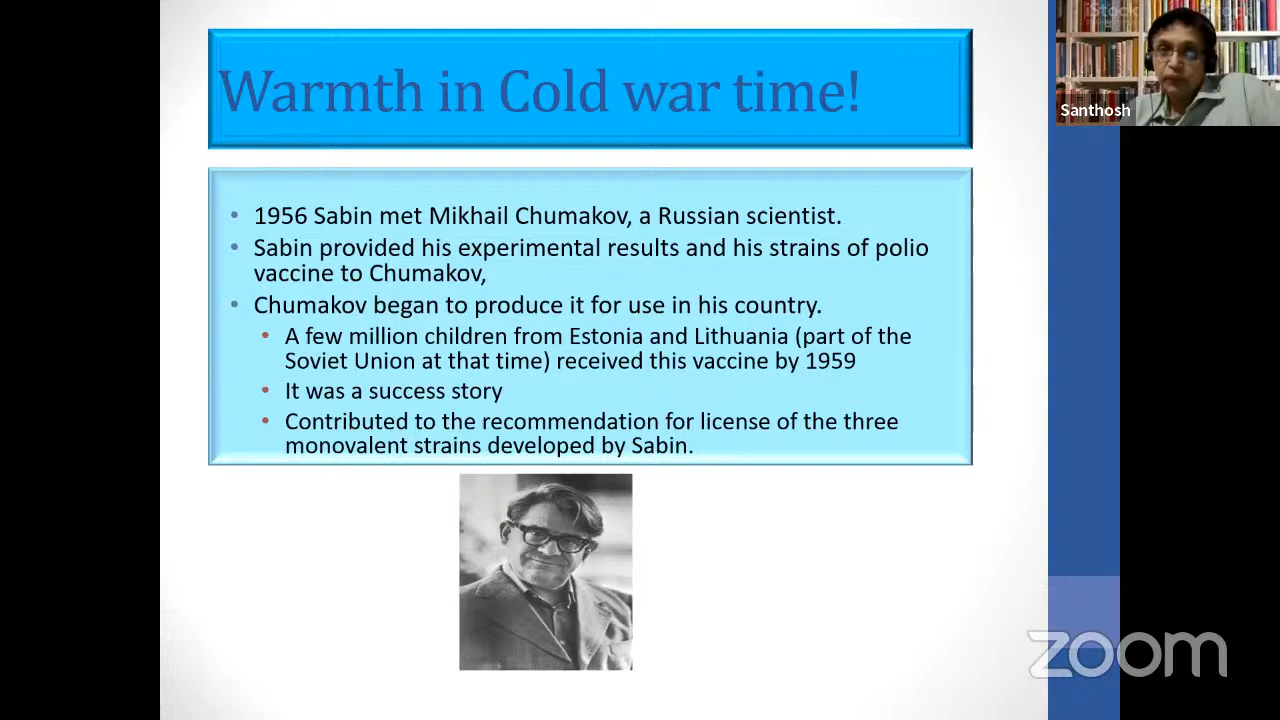 Warmth in Cold war time!
• 1956 Sabin met Mikhail Chumakov, a Russian scientist.
• Sabin provided his experimental results and his strains of polio
vaccine to Chumakov,
• Chumakov began to produce it for use in his country.
• A few million children from Estonia and Lithuania (part of the
Soviet Union at that time) received this vaccine by 1959
• It was a success story
• Contributed to the recommendation for license of the three
monovalent strains developed by Sabin.
iStock
Santhosh
zoom